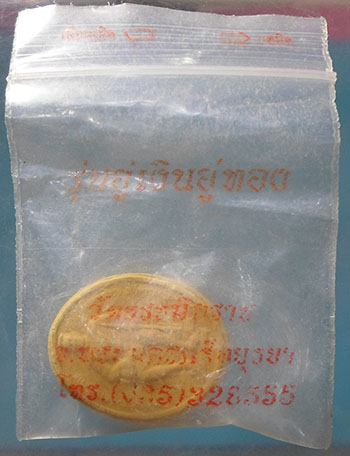 รุ่นอู่เงินอู่ทอง
วัดธรรมิกราช
จ.พระนครศรีอยุธยา
โทร.(035)328555